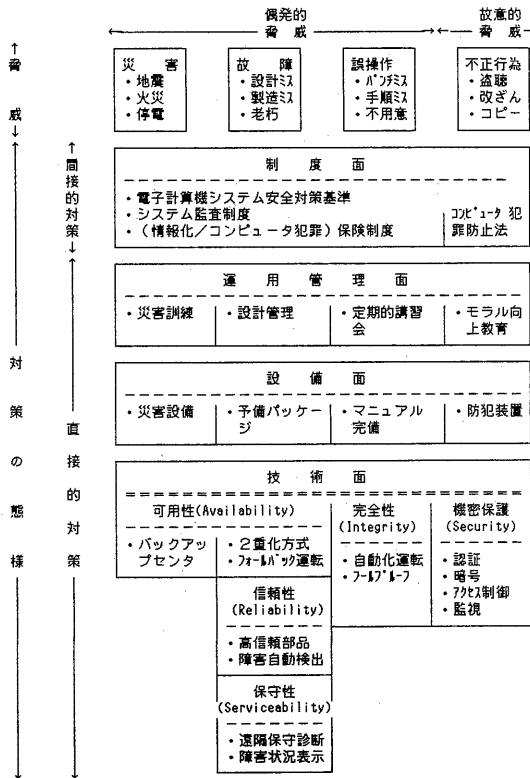 偶発的
脅威
故意的
脅威
↑
脅
威
↓
災害
・地震
・火災
・停電
故障
・設計ミス
・製造ミス
・老朽
誤操作
・パンチミス
・手順ミス
・不用意
不正行為
・盗聴
・改ざん
・コピー
対策の態様
間接的対策
直接的対策
制度面
・電子計算機システム安全対策基準
・システム監査制度
・(情報化/コンピュータ犯罪)保険制度
コンピュータ犯
罪防止法
運用管理面
・災害訓練
・設計管理
・定期的講習
会
・モラル向
上教育
設備面
・災害設備
・予備パッケー
ジ
・マニュアル
完備
・防犯装置
技術面
可用性(Availability)
・バックアッ
プセンタ
・2重化方式
・フォールバック運転
信頼性
(Reliability)
・高信頼部品
・障害自動検出
保守性
(Serviceability)
・遠隔保守診断
・障害状況表示
完全性
(Integrity)
・自動化運転
・フールプルーフ
機密保護
(Security)
・認証
・暗号
・アクセス制御
・監視